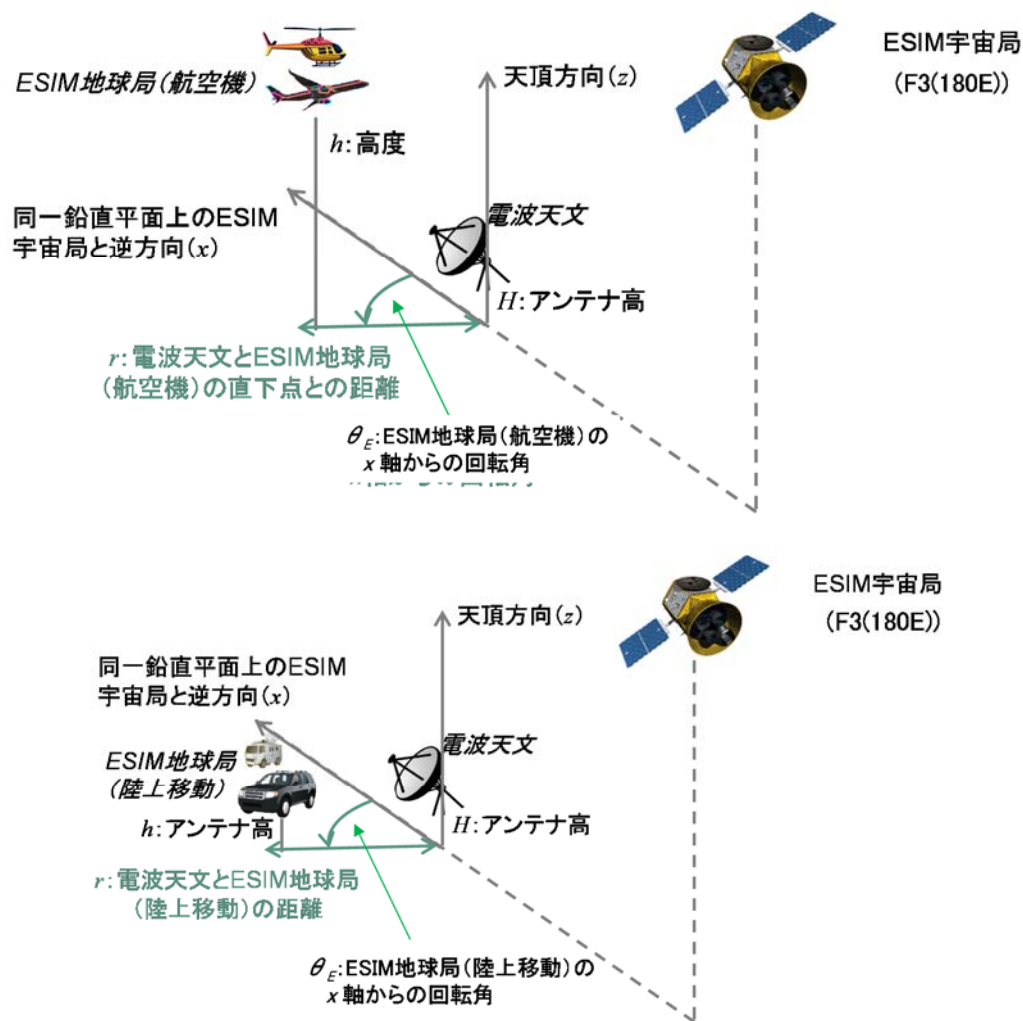 ESIM宇宙局
(F3(180E))
ESIM地球局(航空機)
天頂方向(z)
h:高度
同一鉛直平面上のESIM
宇宙局と逆方向(x)
電波天文
H:アンテナ高
r:電波天文とESIM地球局
(航空機)の直下点との距離
θE:ESIM地球局(航空機)の
x 軸からの回転角
ESIM宇宙局
(F3(180E))
天頂方向(z)
同一鉛直平面上のESIM
宇宙局と逆方向(x)
ESIM地球局
(陸上移動)
電波天文
h:アンテナ高
H:アンテナ高
r:電波天文とESIM地球局
(陸上移動)の距離
θE:ESIM地球局(陸上移動)の
x 軸からの回転角